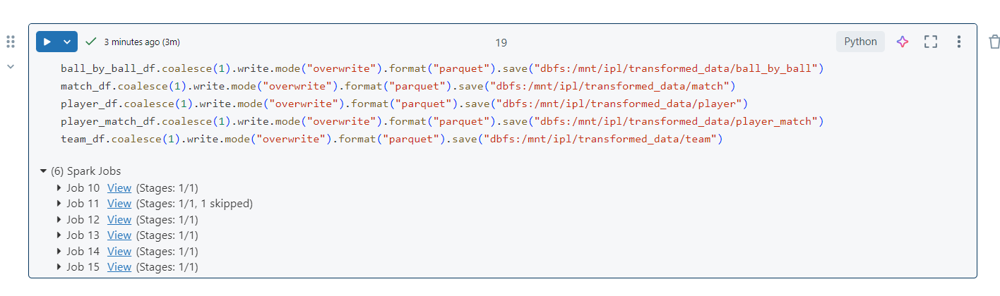 3 minutes ago (3m)
19
Python
ball_by_ball_df.coalesce(1).write.mode("overwrite").format("parquet").save("dbfs:/mnt/ipl/transformed_data/ball_by_ball")
match_df.coalesce(1).write.mode("overwrite").format("parquet").save("dbfs:/mnt/ipl/transformed_data/match")
player_df.coalesce(1).write.mode("overwrite").format("parquet").save("dbfs:/mnt/ipl/transformed_data/player")
player_match_df.coalesce(1).write.mode("overwrite").format("parquet").save("dbfs:/mnt/ipl/transformed_data/player_match")
team_df.coalesce(1).write.mode("overwrite").format("parquet").save("dbfs:/mnt/ipl/transformed_data/team")
(6) Spark Jobs
Job 10 View (Stages: 1/1)
Job 11 View (Stages: 1/1, 1 skipped)
Job 12 View (Stages: 1/1)
Job 13 View (Stages: 1/1)
Job 14 View (Stages: 1/1)
Job 15 View (Stages: 1/1)